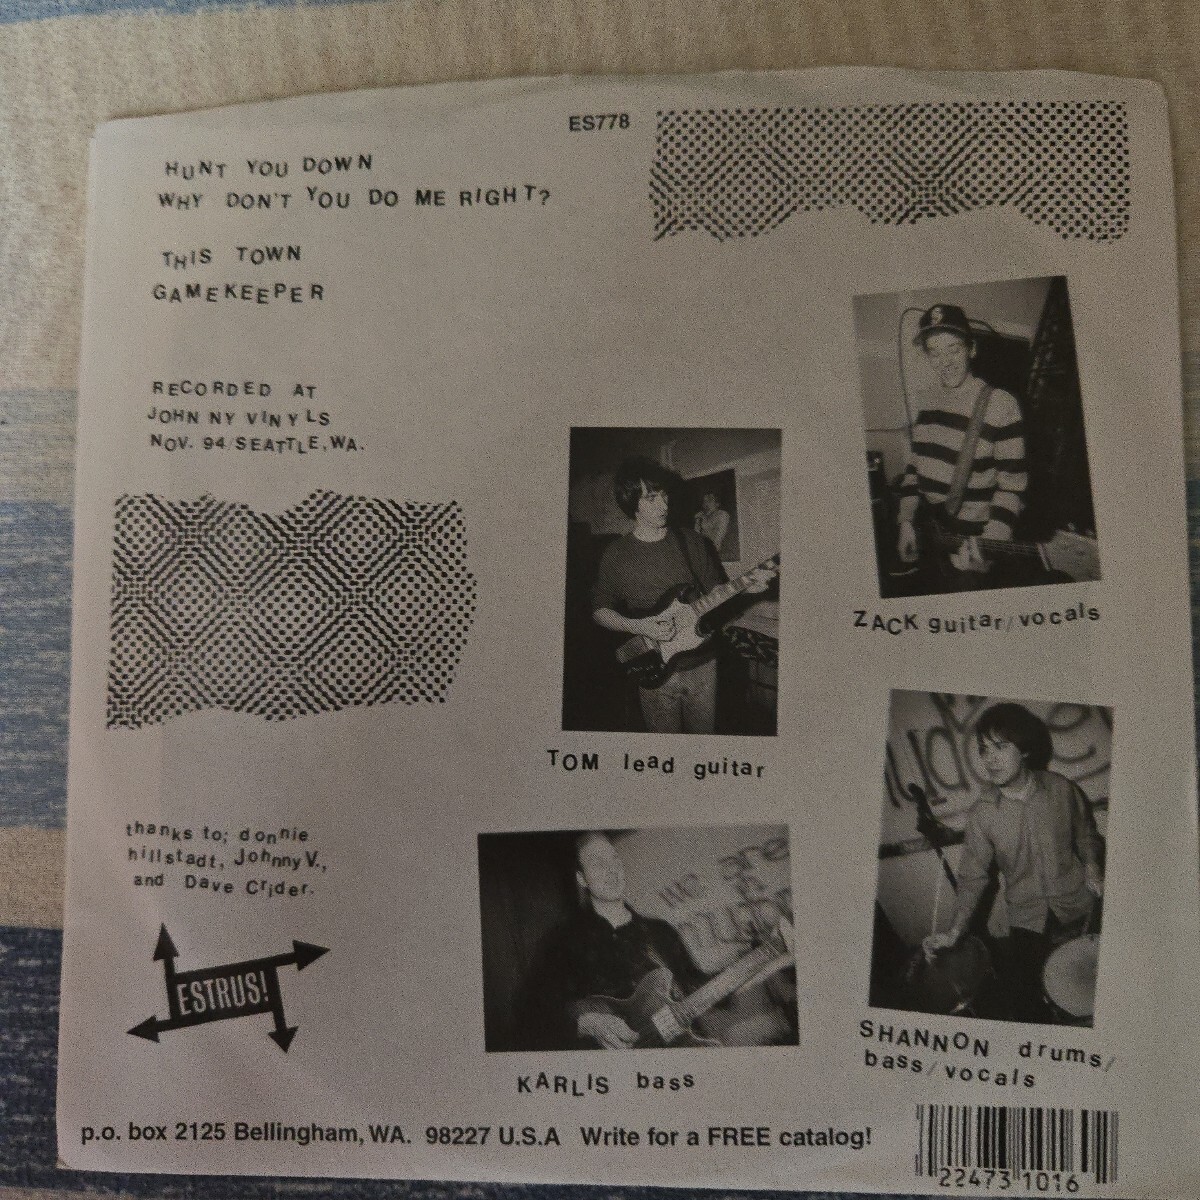 ES778
HUNT YOU DOWN
WHY DON'T YOU DO ME RIGHT?
THIS TOWN
GAMEKEEPER
RECORDED AT
JOHNNY VINYLS
NOV. 94/SEATTLE, WA.
ZACK guitar/vocals
TOM lead guitar
thanks to; donnie
hillstadt, Johnny V.,
and Dave Crider.
ESTRUS!
KARLIS bass
SHANNON drums/
bass/vocals
p.o. box 2125 Bellingham, WA. 98227 U.S.A Write for a FREE catalog!
22473 1016